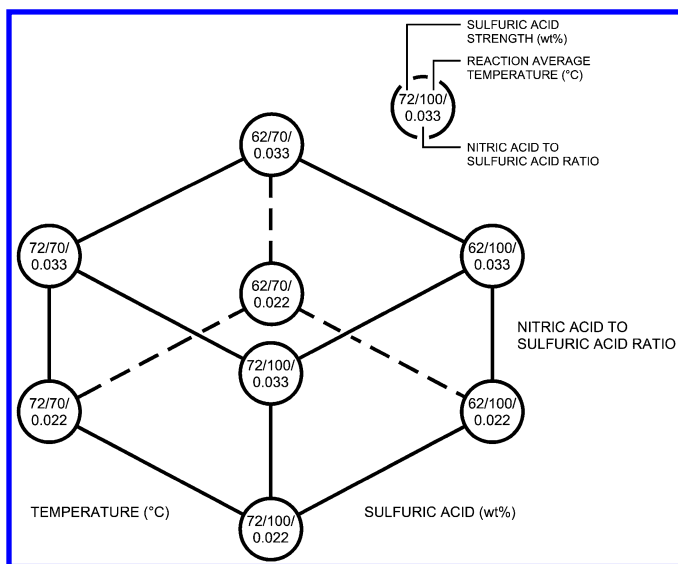 SULFURIC ACID
STRENGTH (wt%)
REACTION AVERAGE
TEMPERATURE (°C)
72/100/
0.033
NITRIC ACID TO
SULFURIC ACID RATIO
62/70/
0.033
72/70/
0.033
62/100/
0.033
62/70/
0.022
NITRIC ACID TO
SULFURIC ACID RATIO
72/100/
0.033
72/70/
0.022
62/100/
0.022
TEMPERATURE (°C)
SULFURIC ACID (wt%)
72/100/
0.022